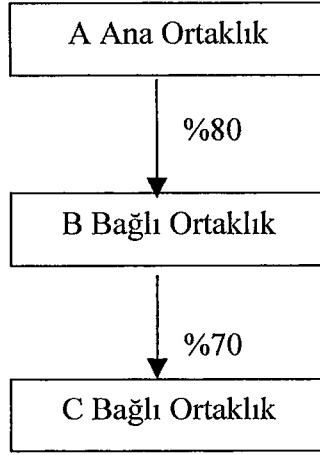 A Ana Ortaklık
%80
B Bağlı Ortaklık
%70
C Bağlı Ortaklık